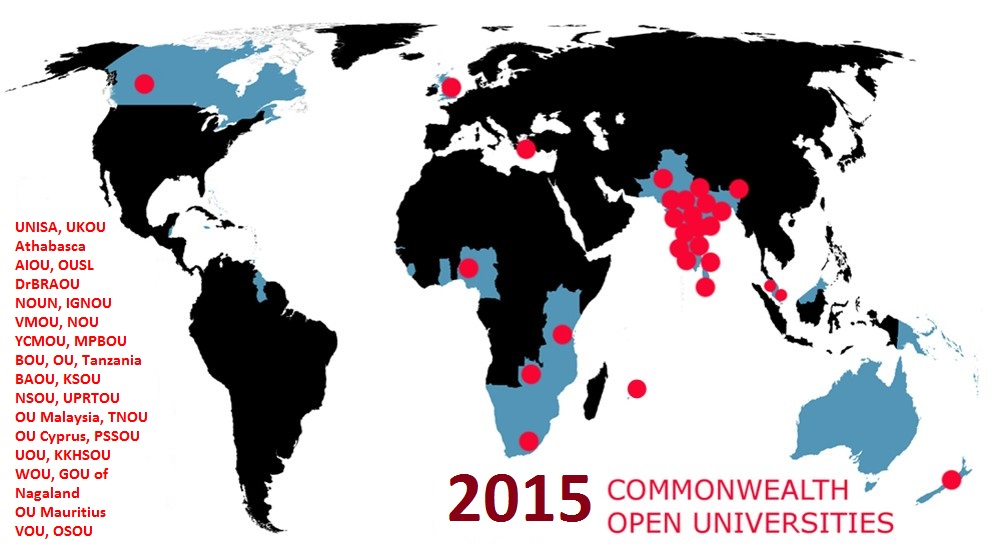 UNISA, UKOU
Athabasca
AIOU, OUSL
DrBRAOU
NOUN, IGNOU
VMOU, NOU
YCMOU, MPBOU
BOU, OU, Tanzania
BAOU, KSOU
NSOU, UPRTOU
OU Malaysia, TNOU
OU Cyprus, PSSOU
UOU, KKHSOU
WOU, GOU of
Nagaland
OU Mauritius
VOU, OSOU
2015 COMMONWEALTH
OPEN UNIVERSITIES